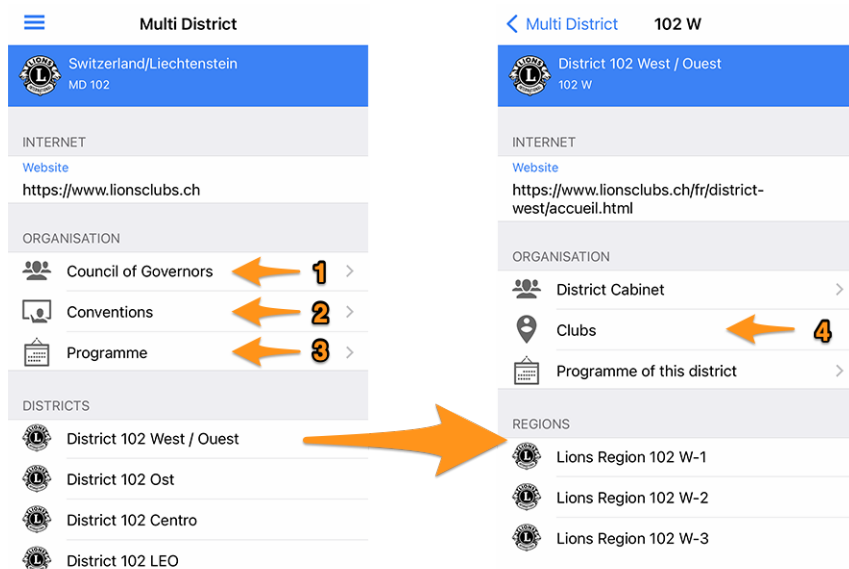 Multi District
Switzerland/Liechtenstein
MD 102
INTERNET
Website
https://www.lionsclubs.ch
ORGANISATION
Council of Governors 1
Conventions 2
Programme 3
DISTRICTS
District 102 West / Ouest
District 102 Ost
District 102 Centro
District 102 LEO
Multi District 102 W
District 102 West / Ouest
102 W
INTERNET
Website
https://www.lionsclubs.ch/fr/district-
west/accueil.html
ORGANISATION
District Cabinet
Clubs 4
Programme of this district
REGIONS
Lions Region 102 W-1
Lions Region 102 W-2
Lions Region 102 W-3